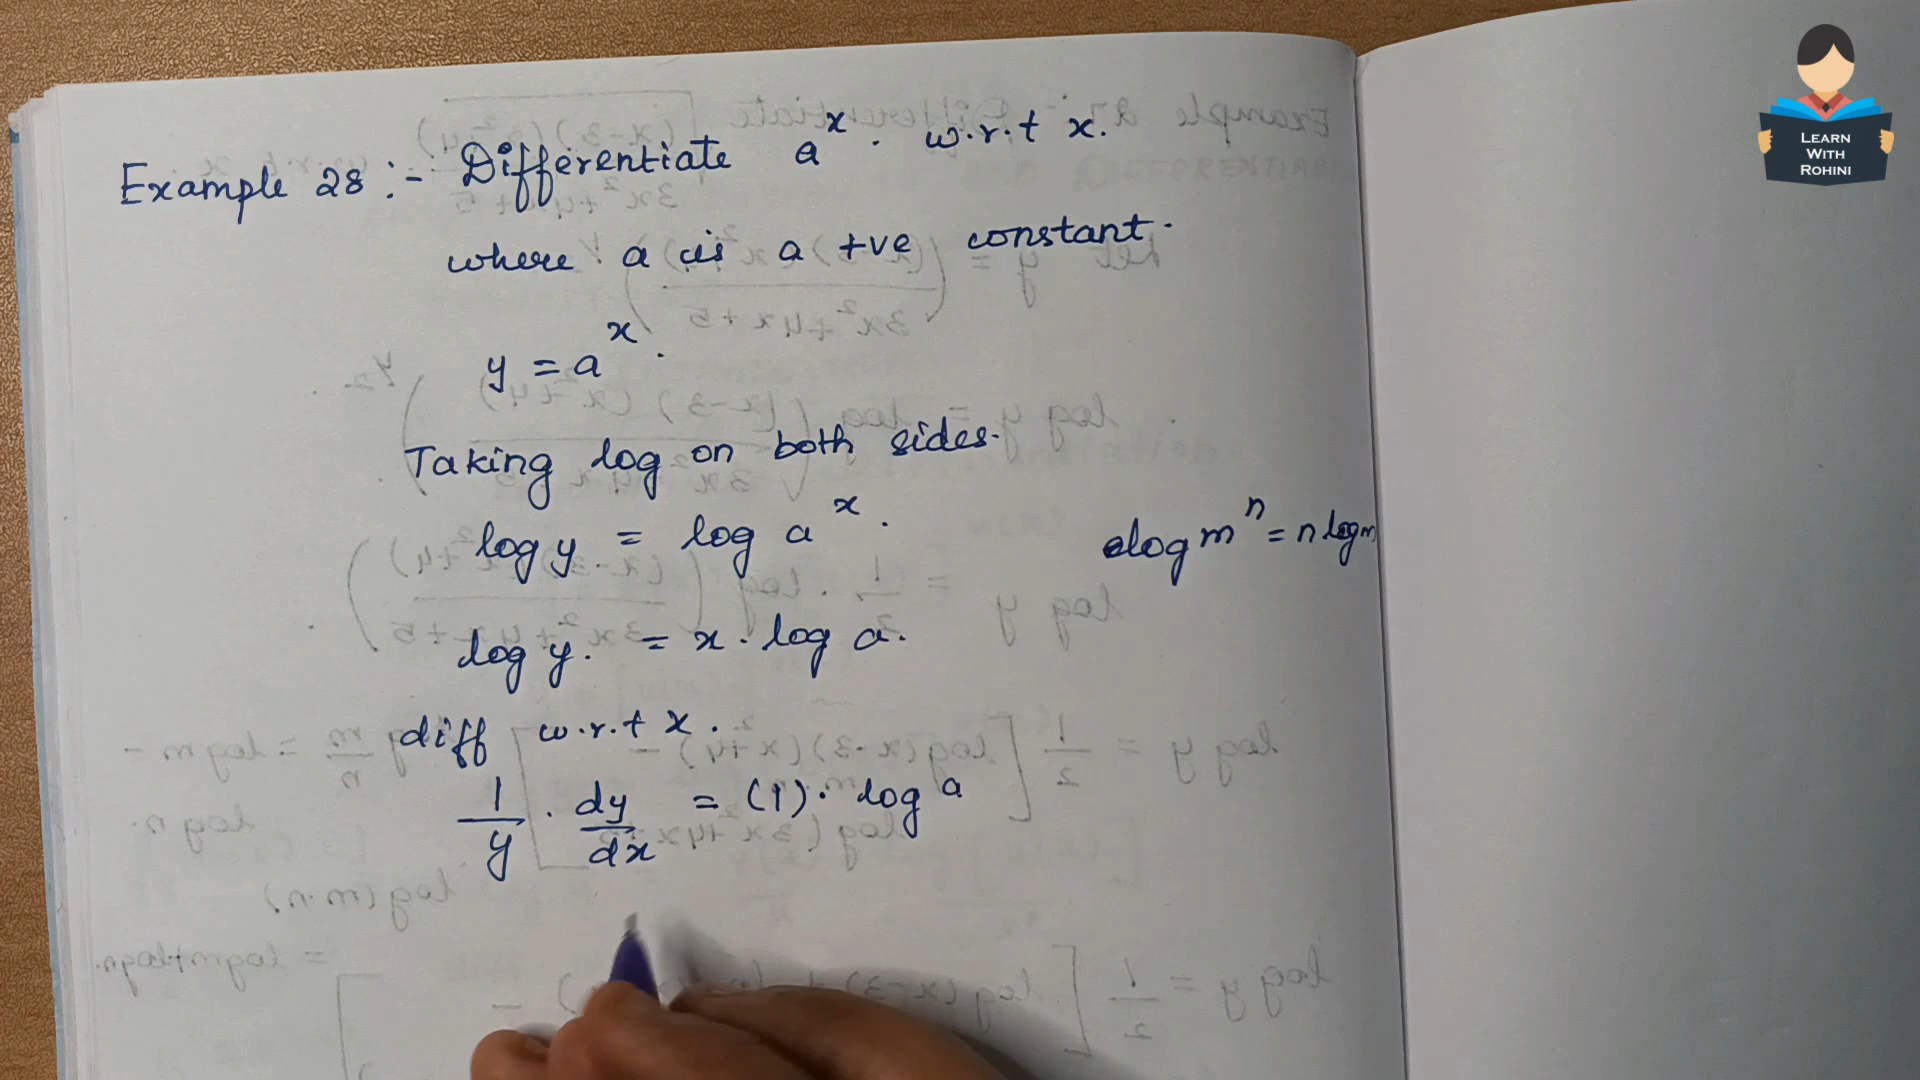 Example 28 :- Differentiate a^x . w.r.t x.
where a is a +ve constant.
y = a^x .
Taking log on both sides.
log y = log a^x .
log m^n = n log m
log y. = x . log a.
diff w.r.t x .
1/y . dy/dx = (1) . log a
LEARN
WITH
ROHINI